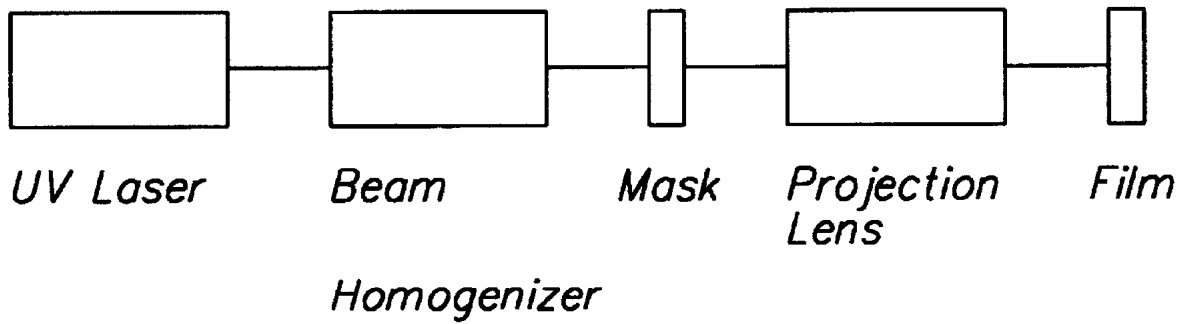 UV Laser
Beam
Homogenizer
Mask
Projection
Lens
Film